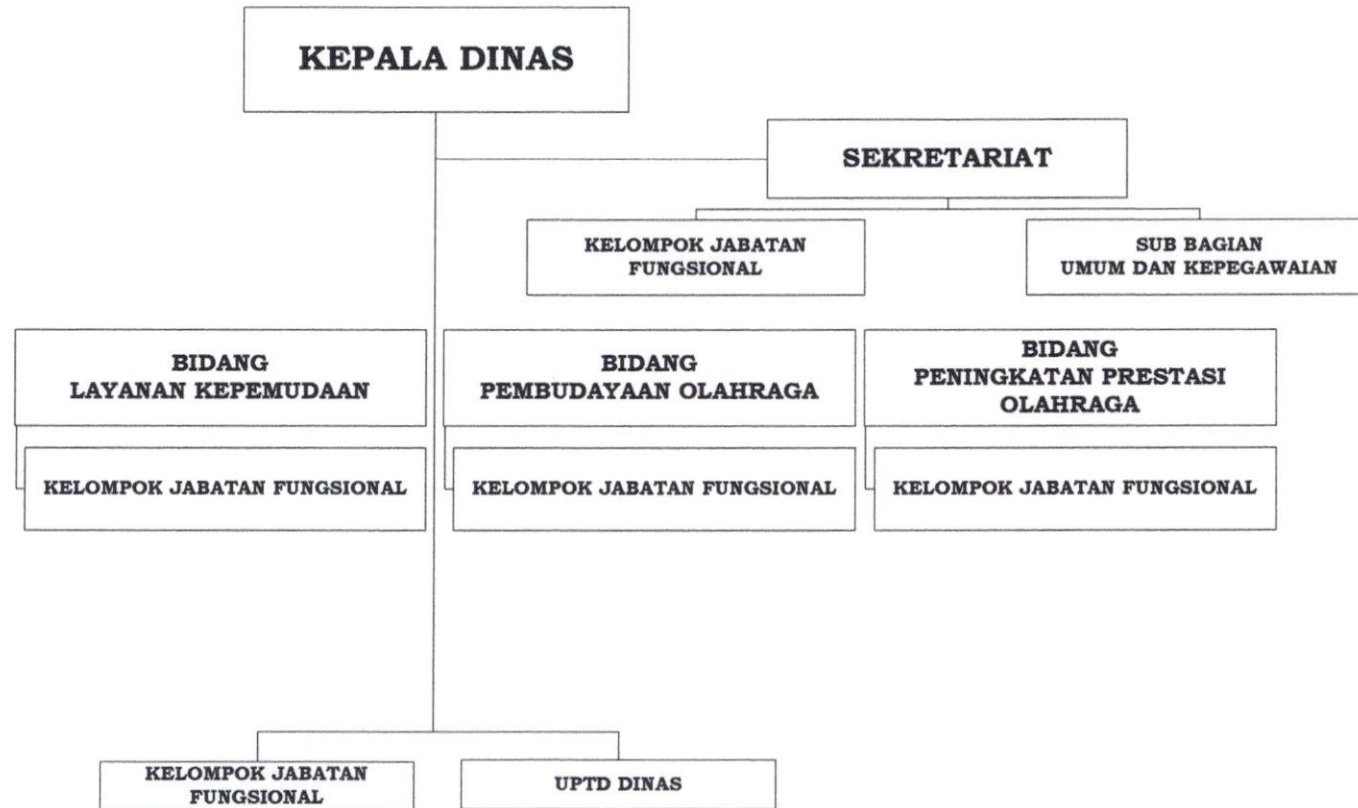 KEPALA DINAS
SEKRETARIAT
KELOMPOK JABATAN
FUNGSIONAL
SUB BAGIAN
UMUM DAN KEPEGAWAIAN
BIDANG
LAYANAN KEPEMUDAAN
BIDANG
PEMBUDAYAAN OLAHRAGA
BIDANG
PENINGKATAN PRESTASI
OLAHRAGA
KELOMPOK JABATAN FUNGSIONAL
KELOMPOK JABATAN FUNGSIONAL
KELOMPOK JABATAN FUNGSIONAL
KELOMPOK JABATAN
FUNGSIONAL
UPTD DINAS